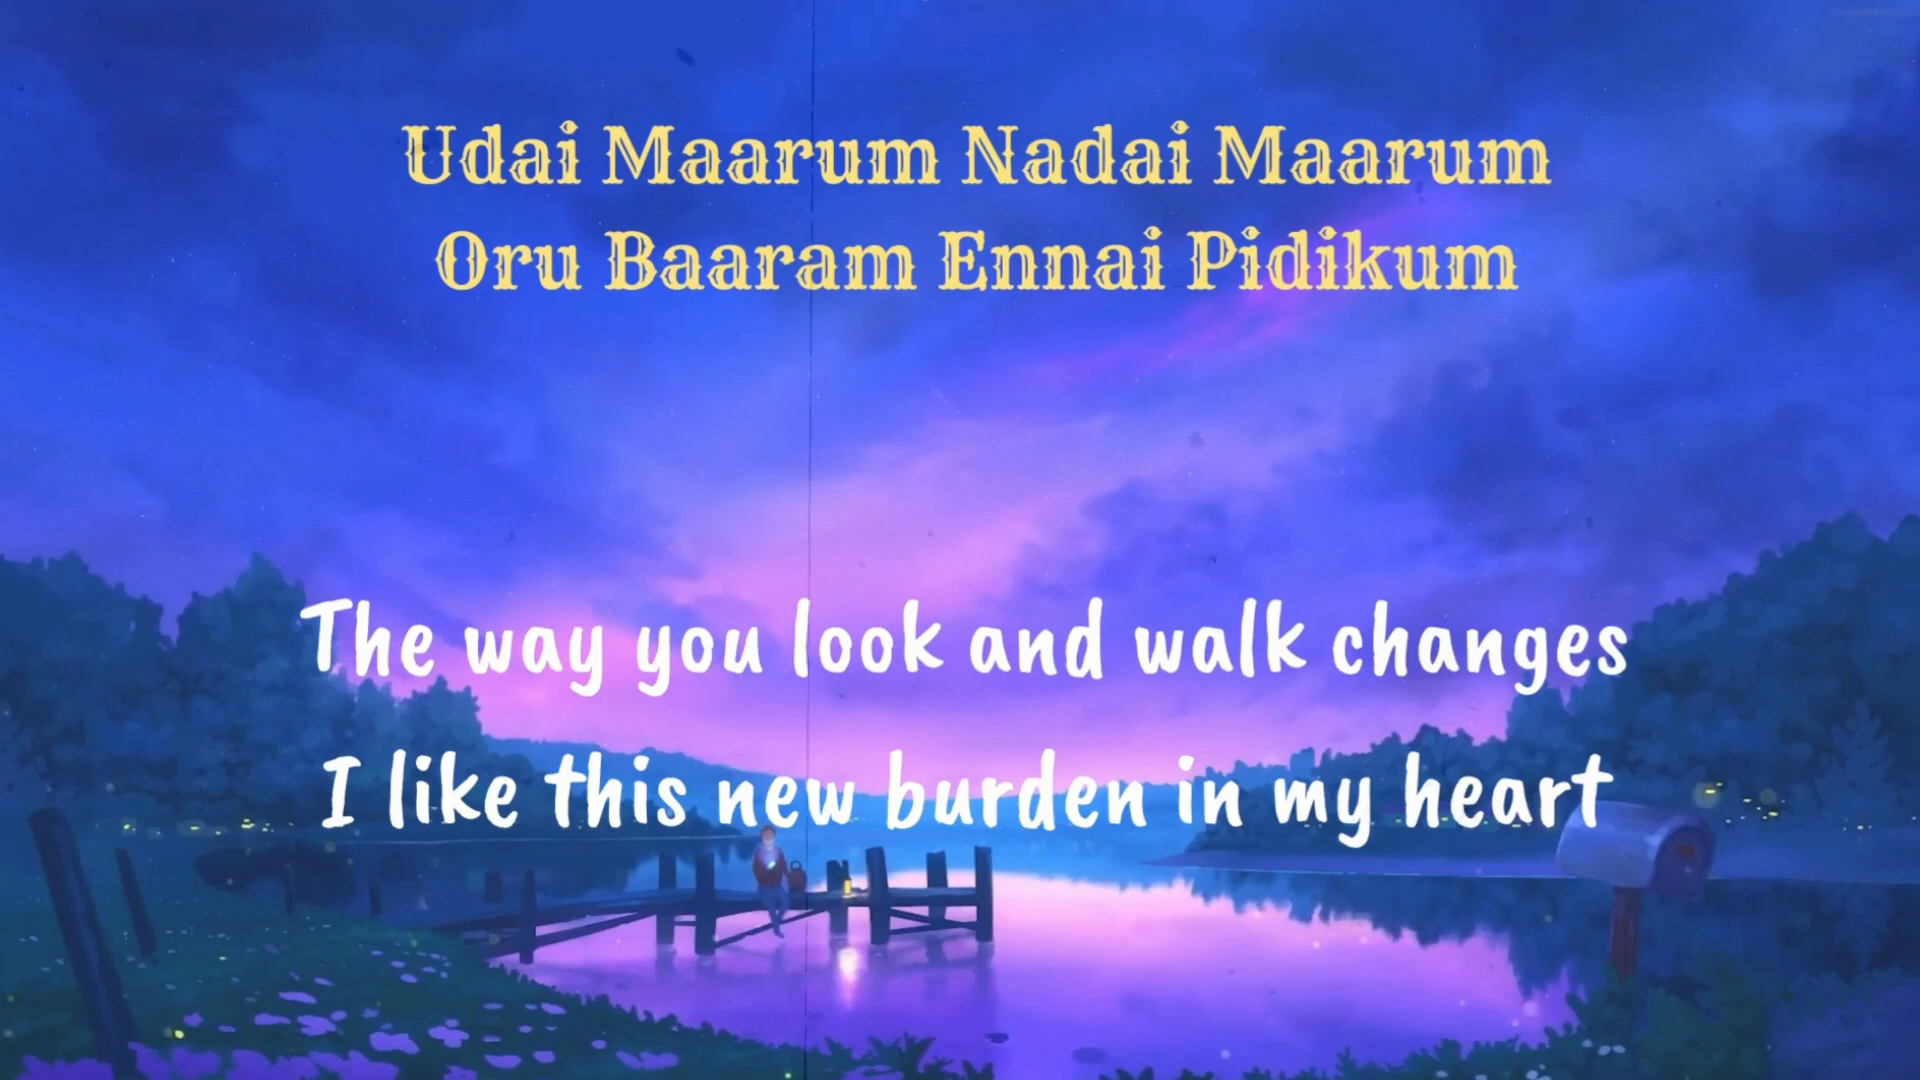 Udai Maarum Nadai Maarum
Oru Baaram Ennai Pidikum
The way you look and walk changes
I like this new burden in my heart